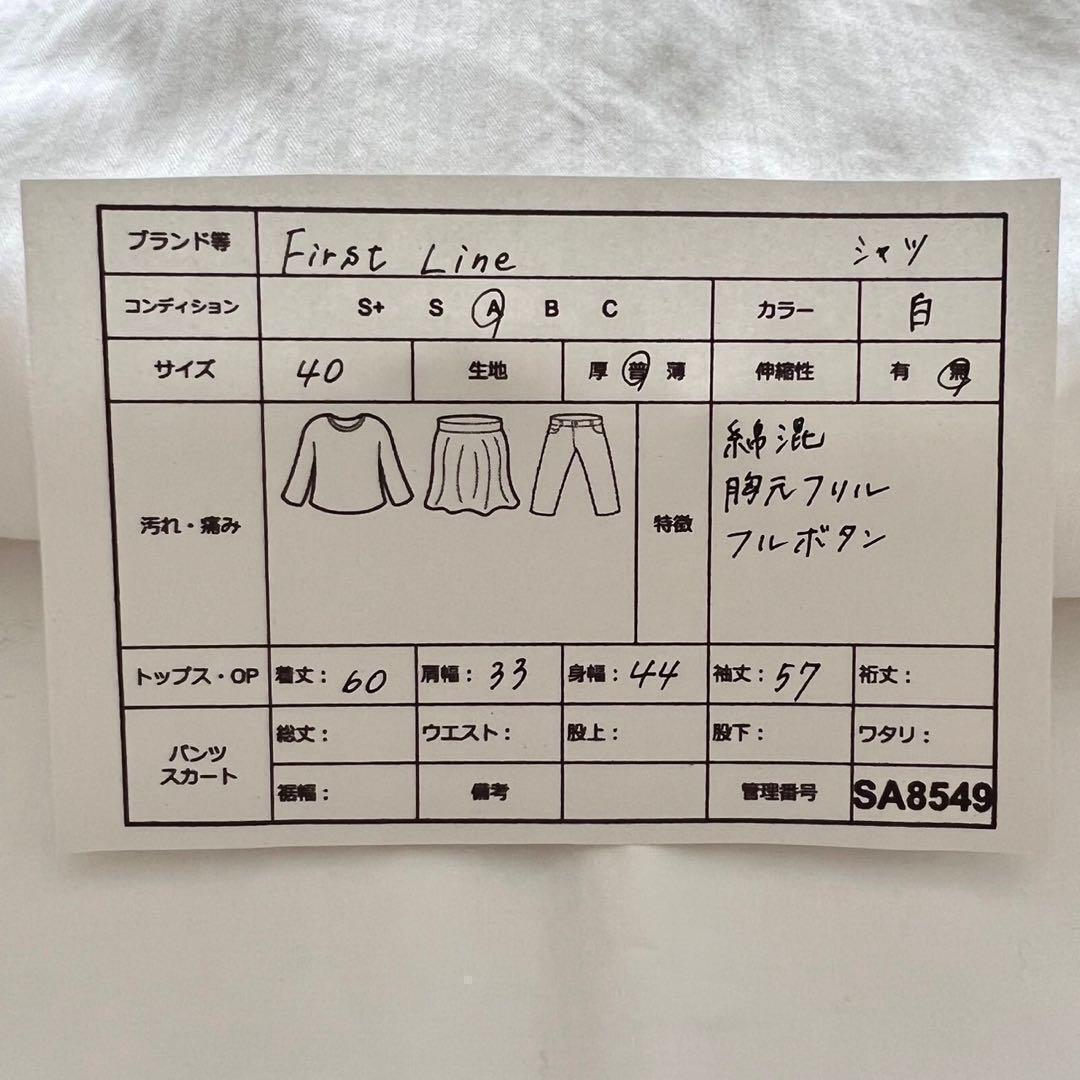 ブランド等 First Line シャツ
コンディション S+ S A B C カラー 白
サイズ 40 生地 厚 普 薄 伸縮性 有 無
汚れ・痛み 特徴 綿混
胸元フリル
フルボタン
トップス・OP 着丈: 60 肩幅: 33 身幅: 44 袖丈: 57 裄丈:
パンツ
スカート
総丈: ウエスト: 股上: 股下: ワタリ:
裾幅: 備考 管理番号 SA8549